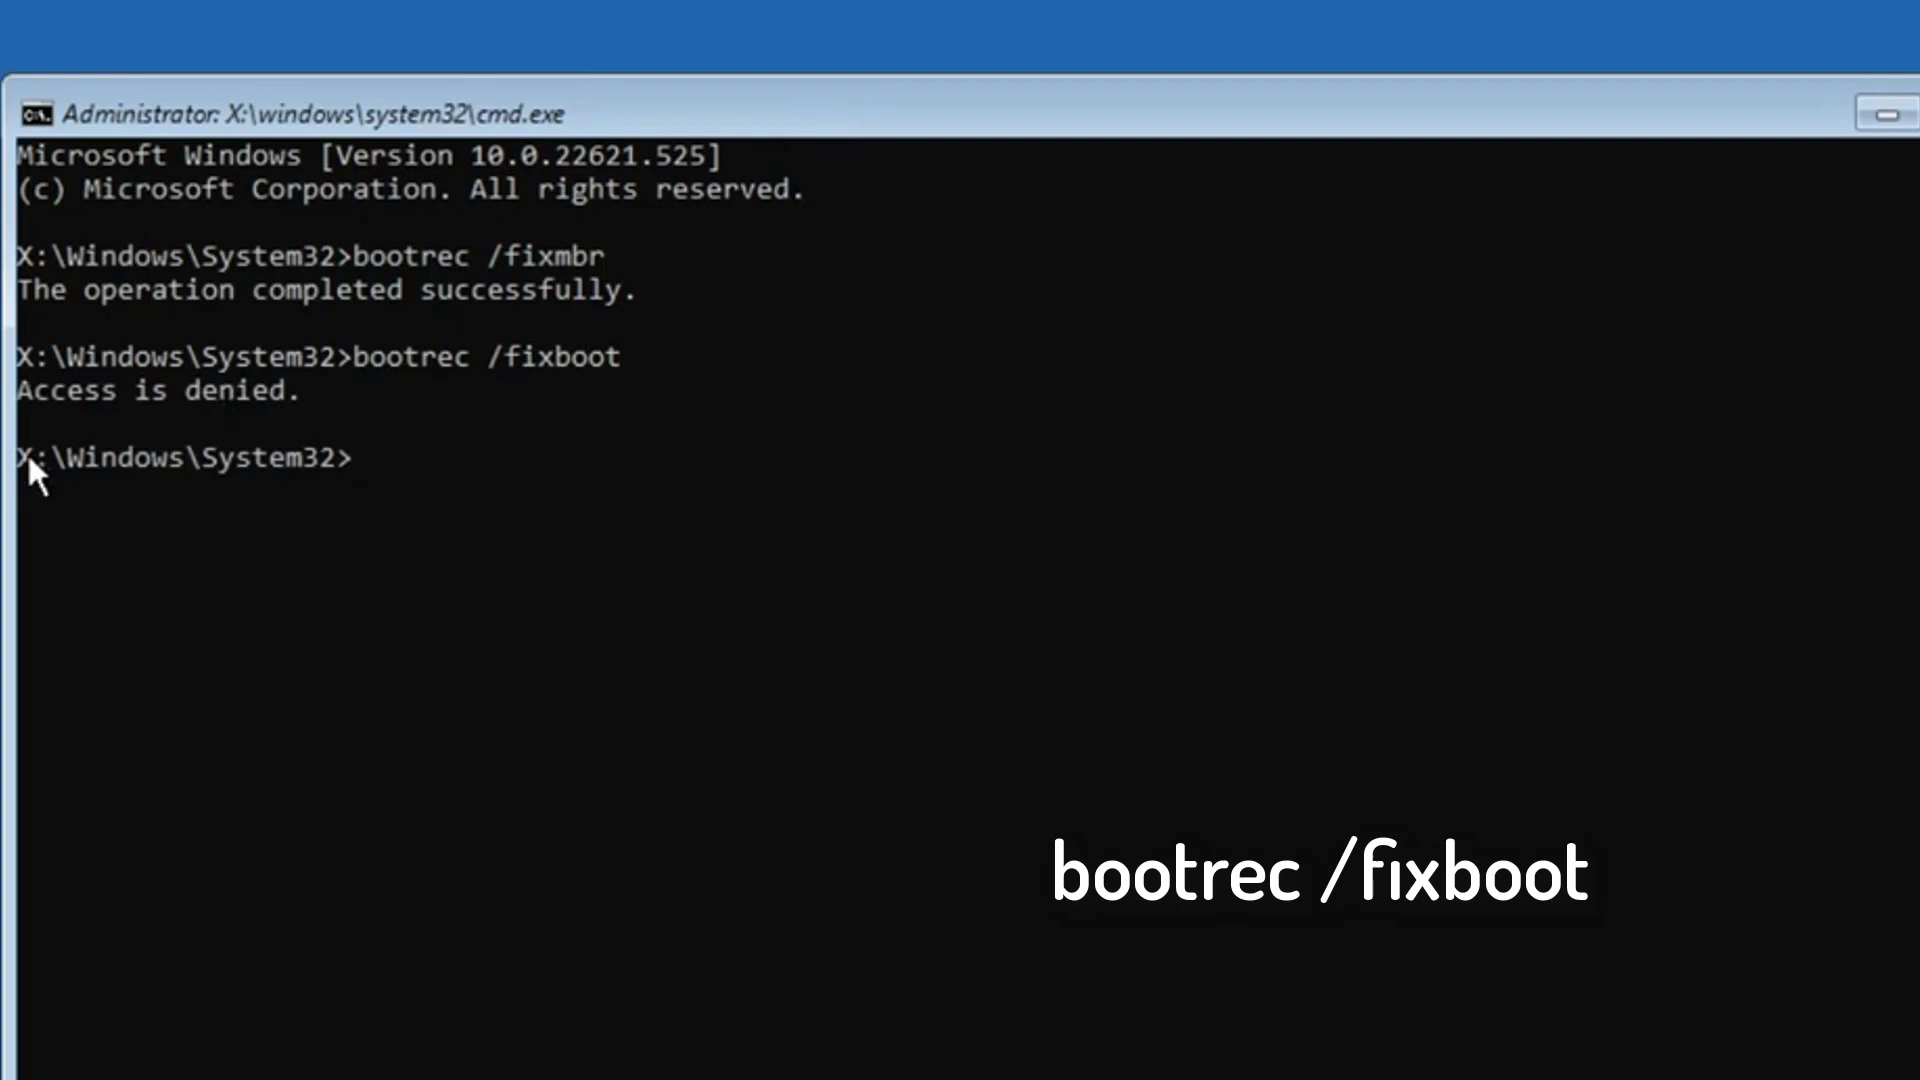 Administrator: X:\windows\system32\cmd.exe
Microsoft Windows [Version 10.0.22621.525]
(c) Microsoft Corporation. All rights reserved.
X:\Windows\System32>bootrec /fixmbr
The operation completed successfully.
X:\Windows\System32>bootrec /fixboot
Access is denied.
X:\Windows\System32>
bootrec /fixboot